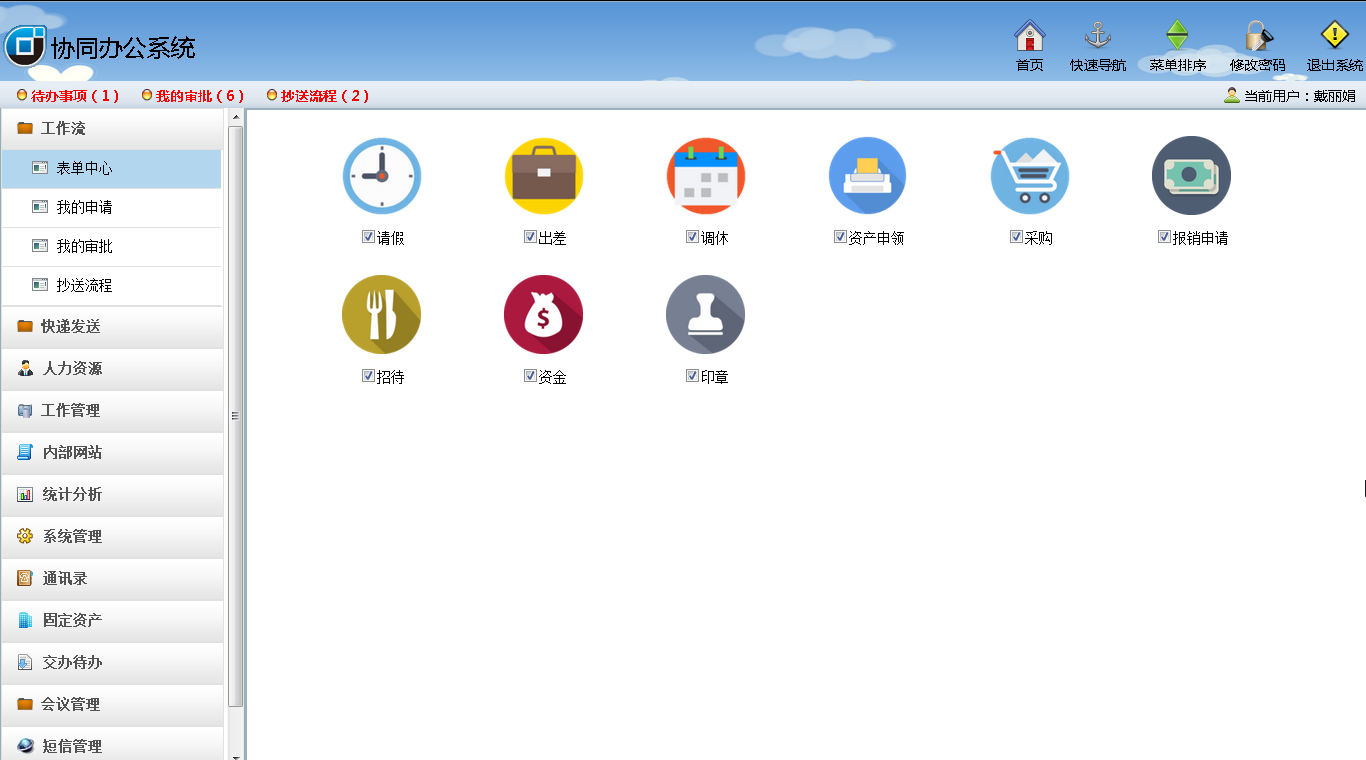 协同办公系统
首页 快速导航 菜单排序 修改密码 退出系统
待办事项(1) 我的审批(6) 抄送流程(2) 当前用户:戴丽娟
工作流
表单中心
我的申请
我的审批
抄送流程
快递发送
人力资源
工作管理
内部网站
统计分析
系统管理
通讯录
固定资产
交办待办
会议管理
短信管理
请假 出差 调休 资产申领 采购 报销申请
招待 资金 印章